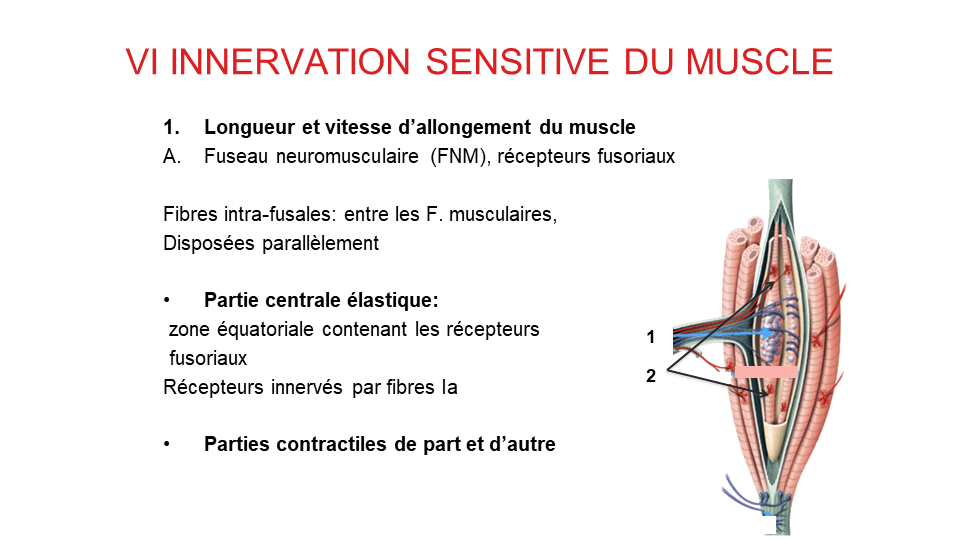 VI INNERVATION SENSITIVE DU MUSCLE
1. Longueur et vitesse d’allongement du muscle
A. Fuseau neuromusculaire (FNM), récepteurs fusoriaux
Fibres intra-fusales: entre les F. musculaires,
Disposées parallèlement
• Partie centrale élastique:
zone équatoriale contenant les récepteurs
fusoriaux
Récepteurs innervés par fibres Ia
• Parties contractiles de part et d’autre
1
2